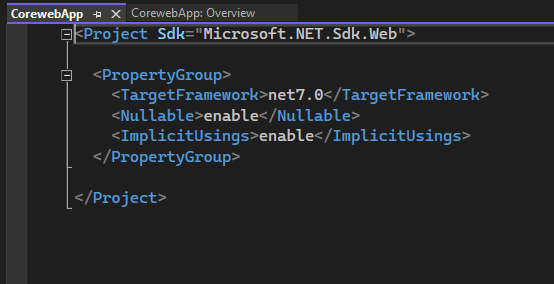 CorewebApp
CorewebApp: Overview
<Project Sdk="Microsoft.NET.Sdk.Web">
<PropertyGroup>
<TargetFramework>net7.0</TargetFramework>
<Nullable>enable</Nullable>
<ImplicitUsings>enable</ImplicitUsings>
</PropertyGroup>
</Project>